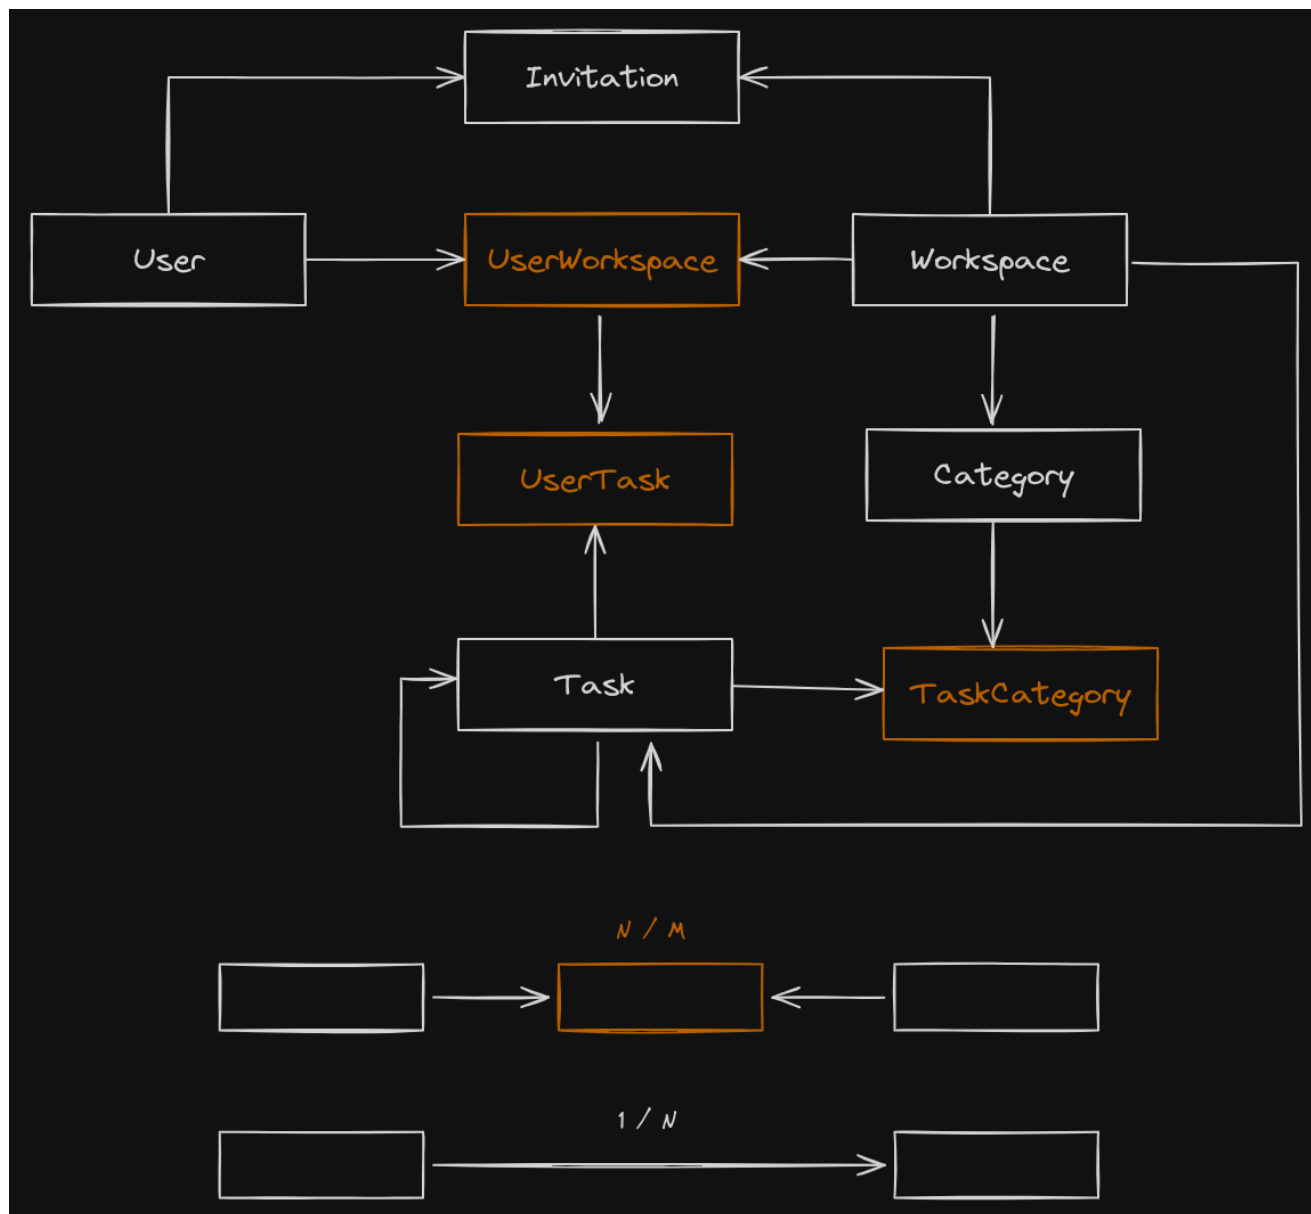 Invitation
User
UserWorkspace
Workspace
UserTask
Category
Task
TaskCategory
N / M
1 / N